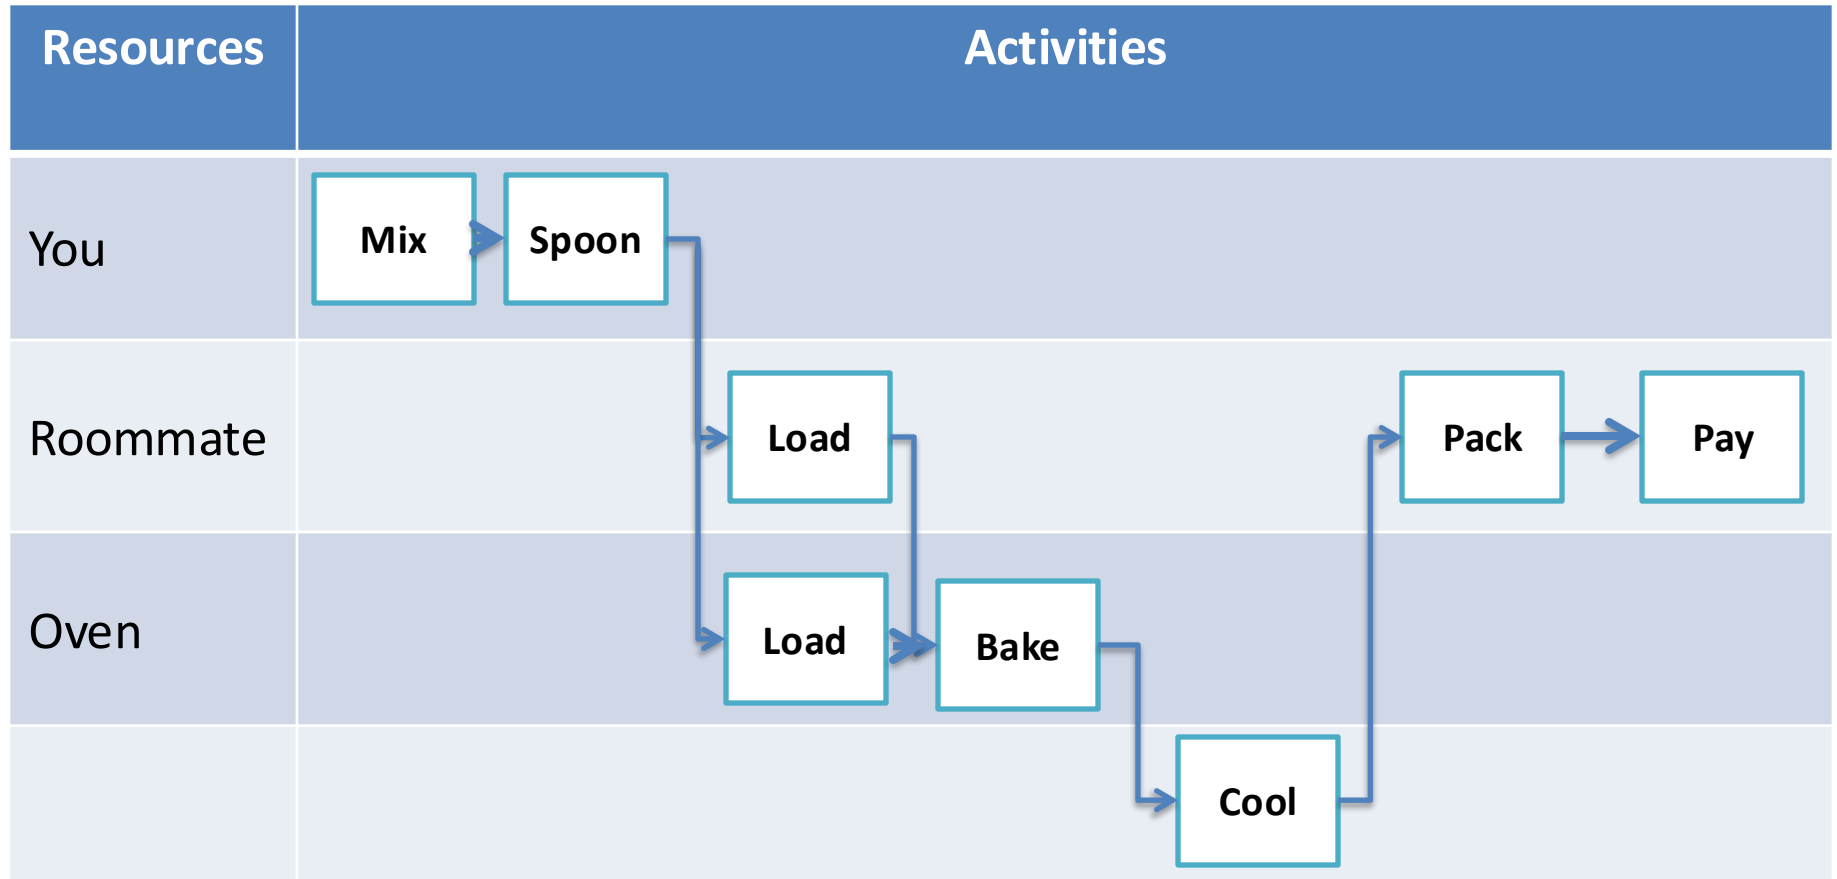 Resources
Activities
You
Mix
Spoon
Roommate
Load
Pack
Pay
Oven
Load
Bake
Cool